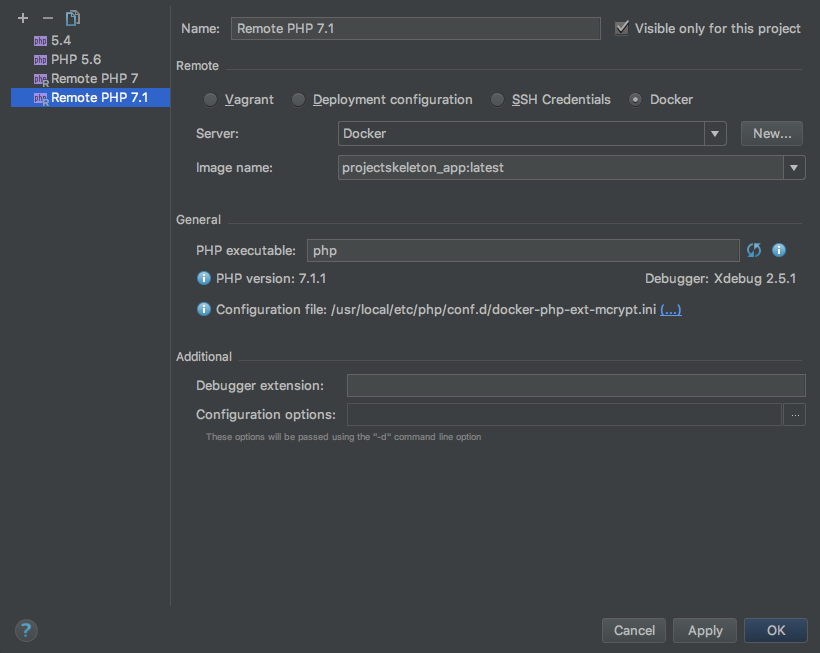 Name: Remote PHP 7.1 Visible only for this project
php 5.4
php PHP 5.6
php R Remote PHP 7
php R Remote PHP 7.1
Remote
Vagrant Deployment configuration SSH Credentials Docker
Server: Docker New...
Image name: projectskeleton_app:latest
General
PHP executable: php
PHP version: 7.1.1 Debugger: Xdebug 2.5.1
Configuration file: /usr/local/etc/php/conf.d/docker-php-ext-mcrypt.ini (...)
Additional
Debugger extension:
Configuration options: ...
These options will be passed using the "-d" command line option
? Cancel Apply OK